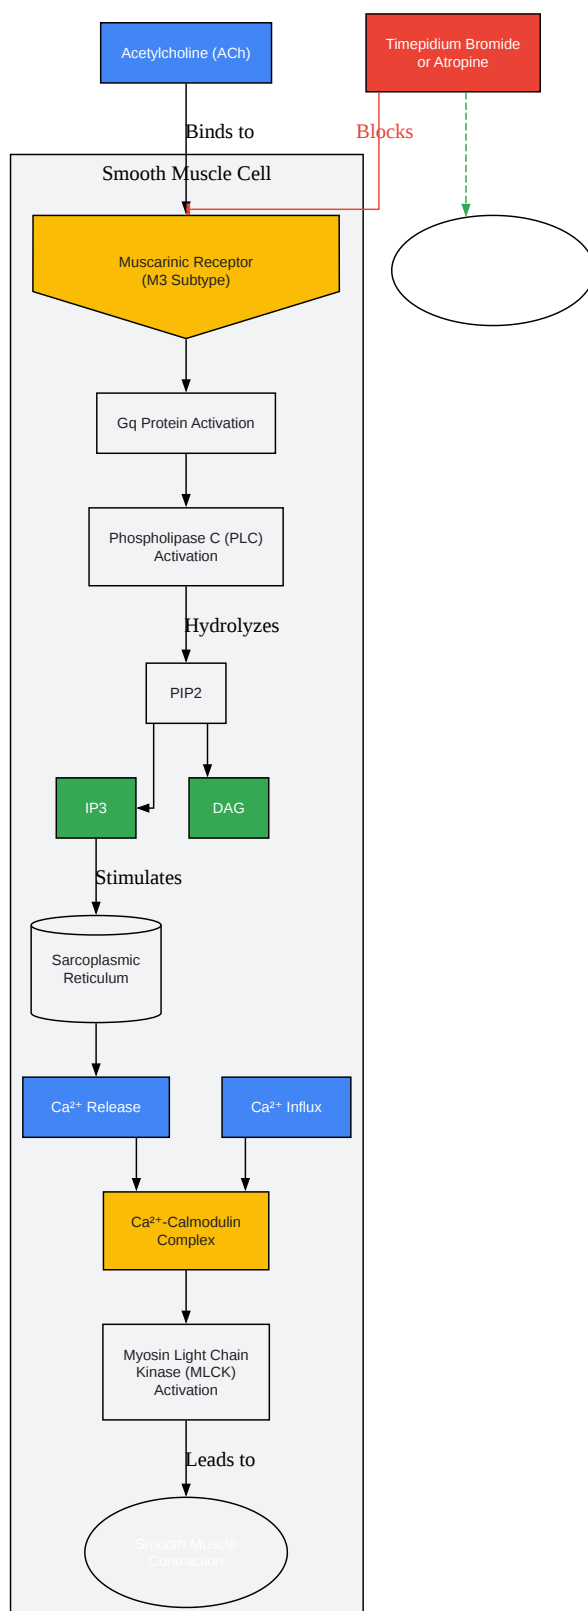 Acetylcholine (ACh)
Timepidium Bromide
or Atropine
Binds to
Blocks
Smooth Muscle Cell
Muscarinic Receptor
(M3 Subtype)
Gq Protein Activation
Phospholipase C (PLC)
Activation
Hydrolyzes
PIP2
IP3
DAG
Stimulates
Sarcoplasmic
Reticulum
Ca²⁺ Release
Ca²⁺ Influx
Ca²⁺-Calmodulin
Complex
Myosin Light Chain
Kinase (MLCK)
Activation
Leads to
Smooth Muscle
Contraction